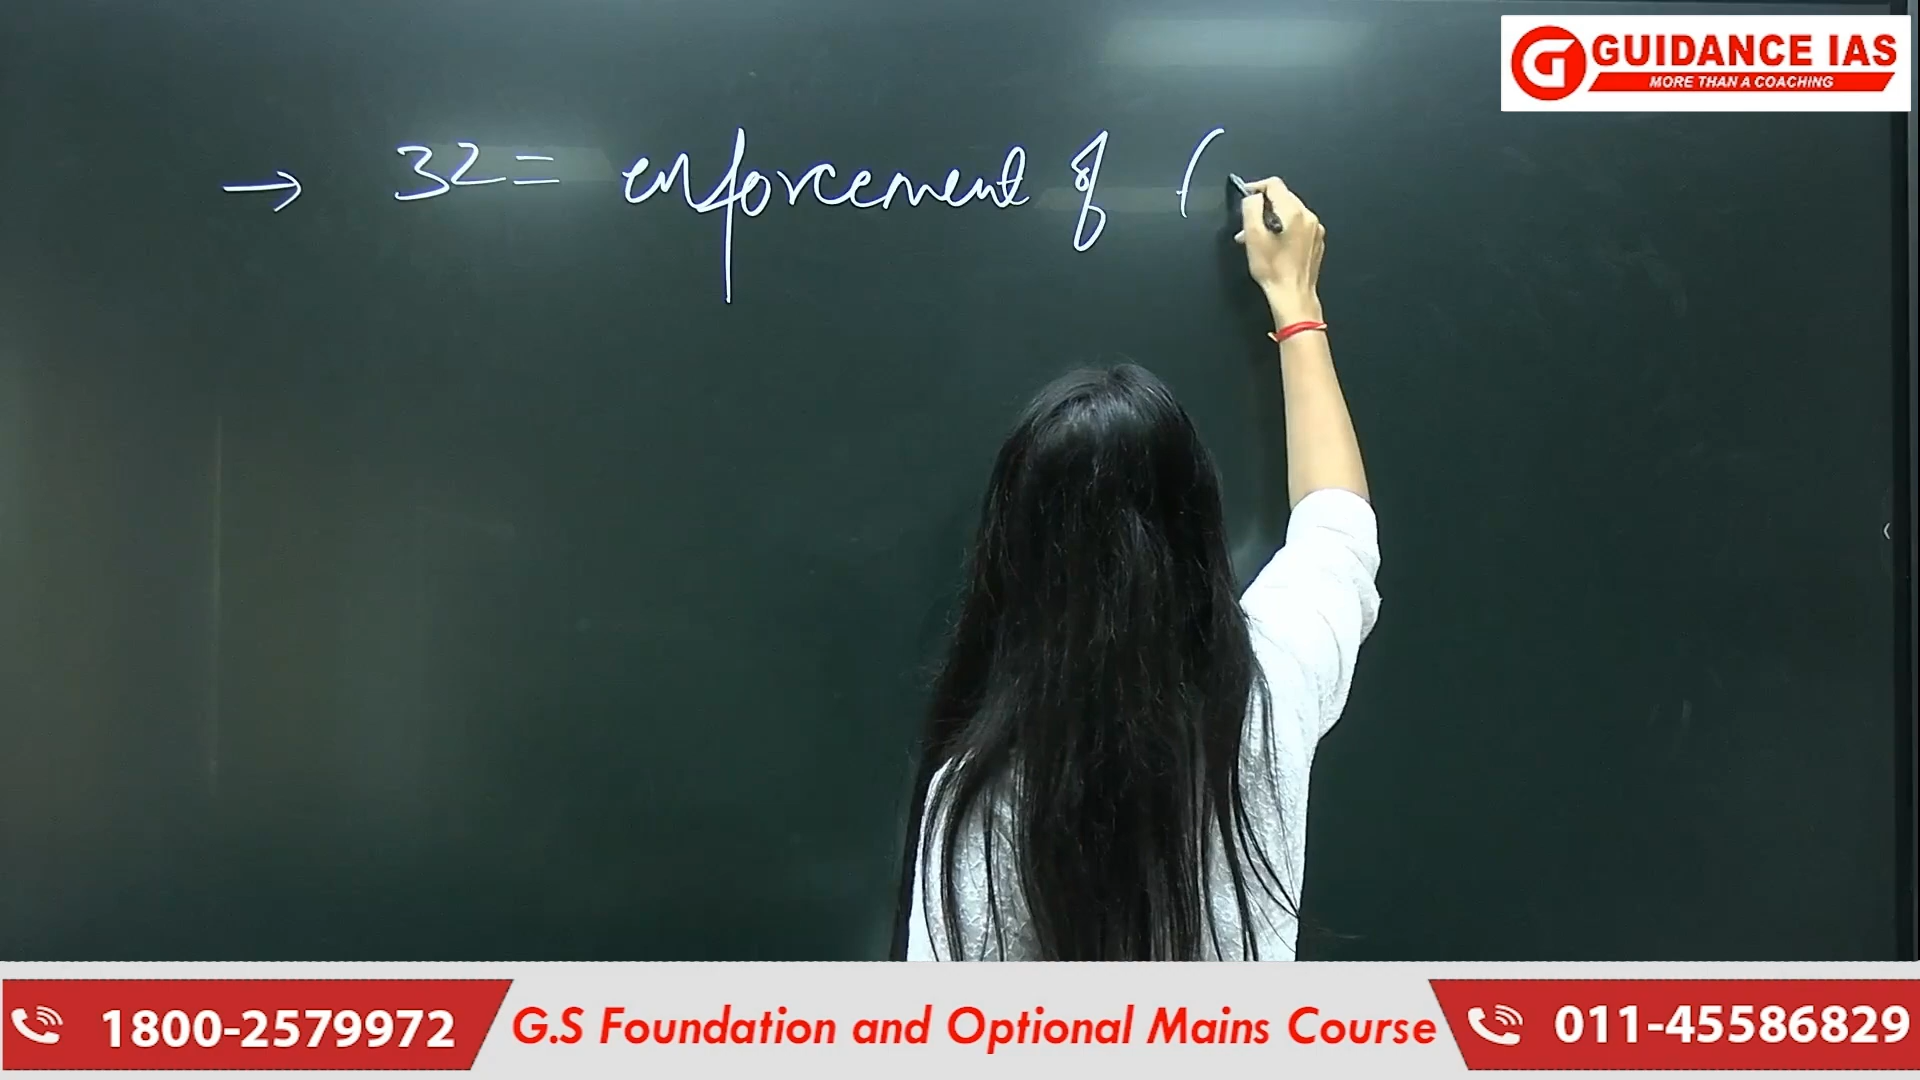 GUIDANCE IAS
MORE THAN A COACHING
→ 32 = enforcement of (
1800-2579972
G.S Foundation and Optional Mains Course
011-45586829